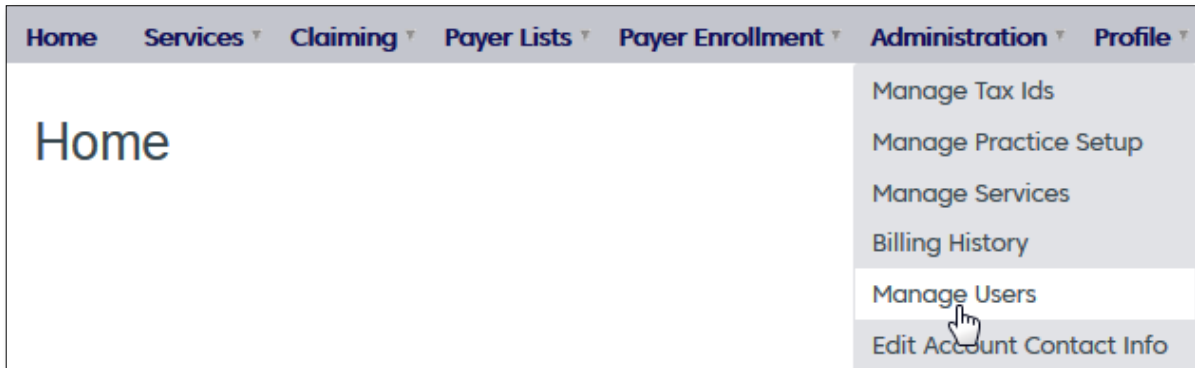 Home Services Claiming Payer Lists Payer Enrollment Administration Profile
Home
Manage Tax Ids
Manage Practice Setup
Manage Services
Billing History
Manage Users
Edit Account Contact Info